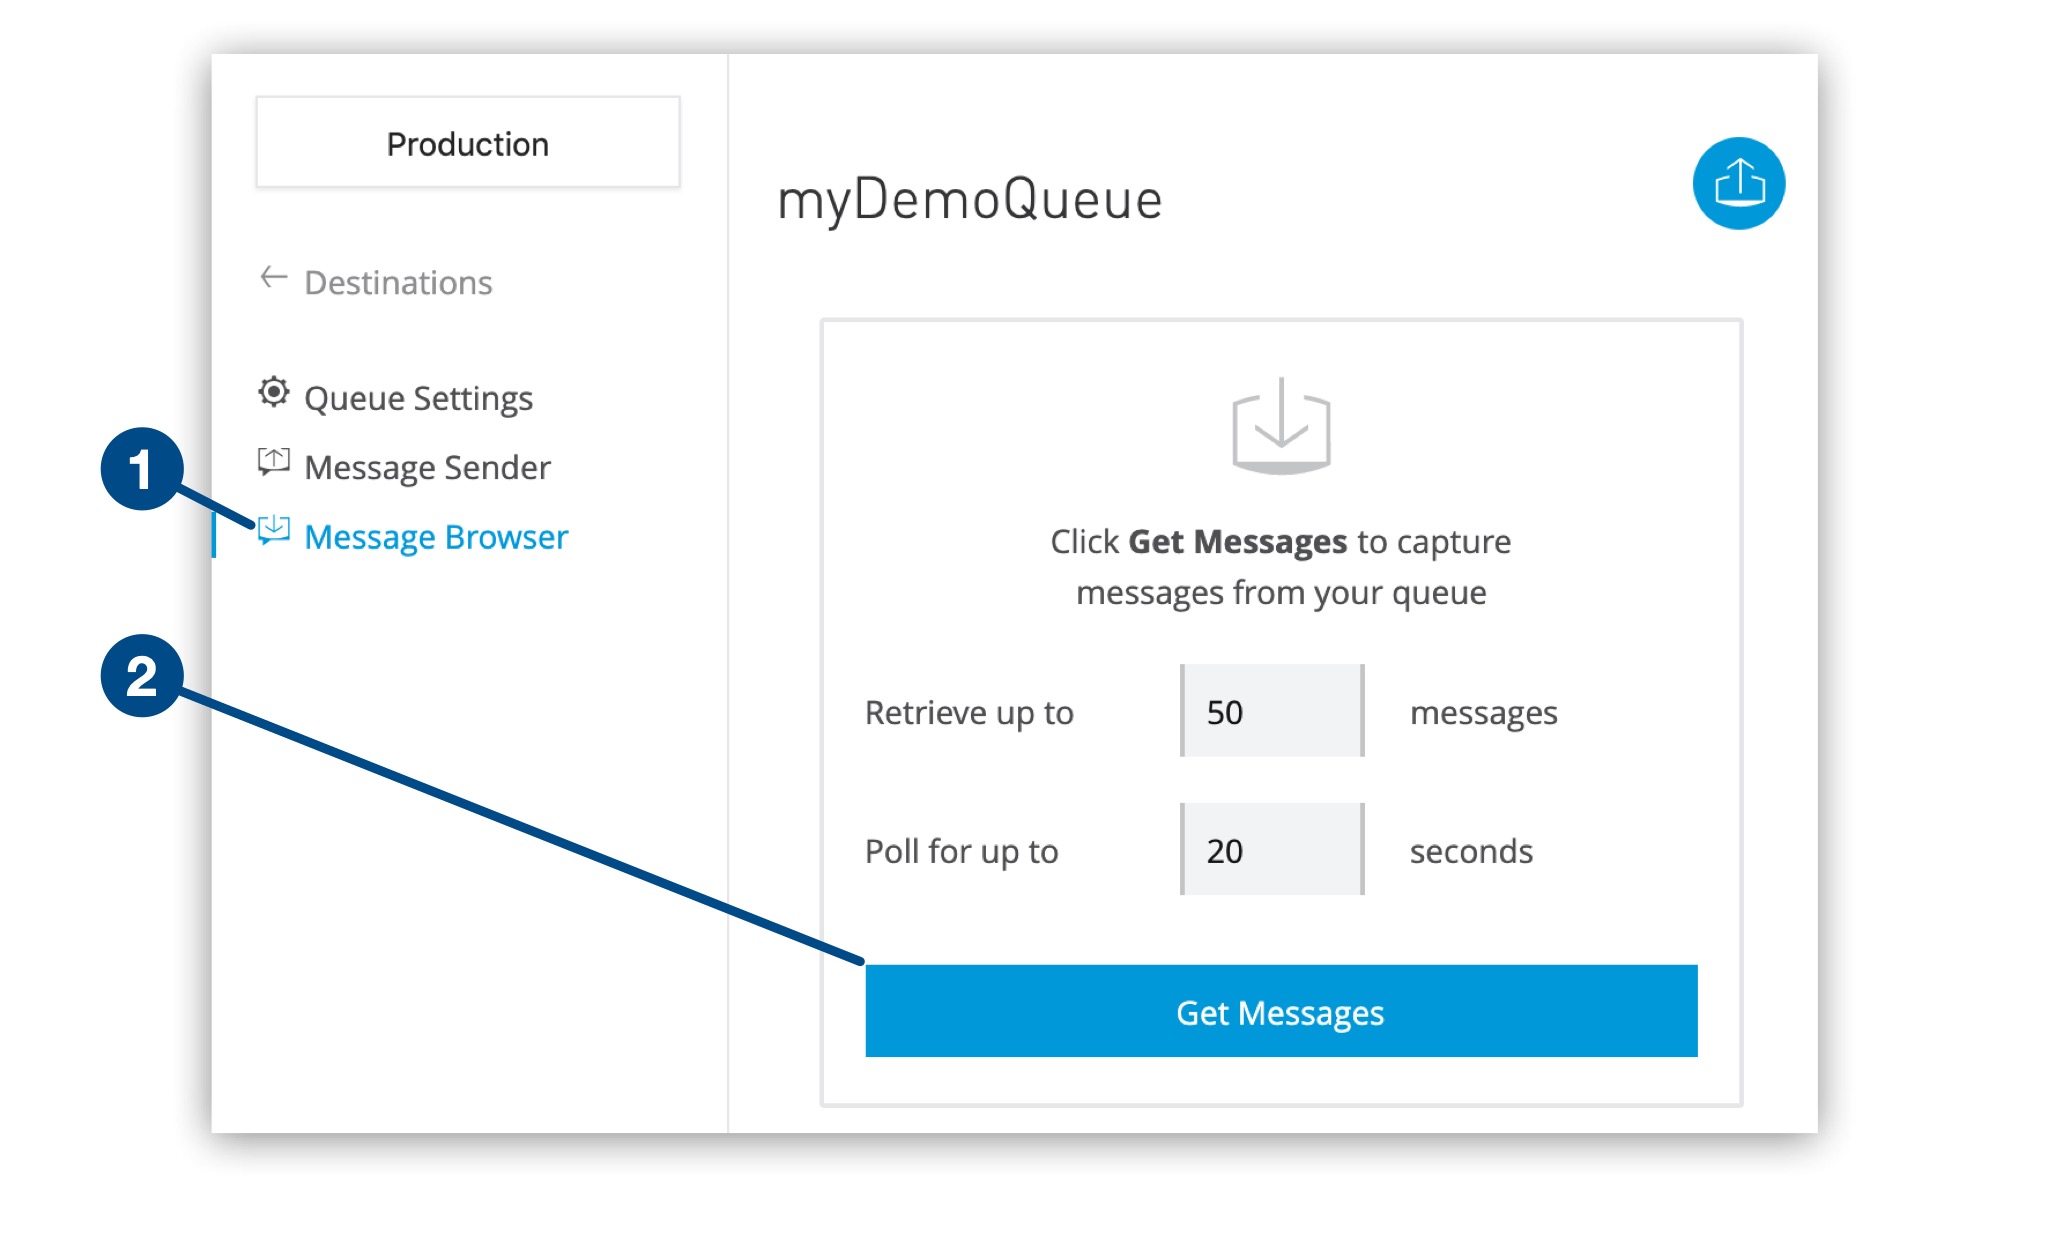 Production
Destinations
Queue Settings
1
Message Sender
Message Browser
2
myDemoQueue
Click Get Messages to capture
messages from your queue
Retrieve up to 50 messages
Poll for up to 20 seconds
Get Messages